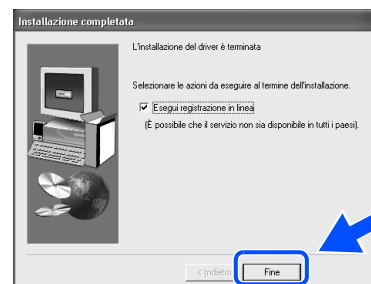 Installazione completata
L'installazione del driver è terminata
Selezionare le azioni da eseguire al termine dell'installazione.
Esegui registrazione in linea
(È possibile che il servizio non sia disponibile in tutti i paesi).
< Indietro
Fine